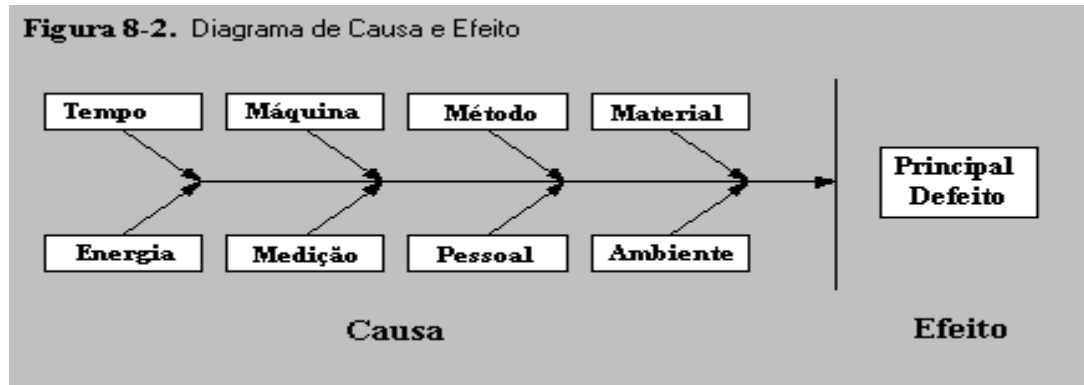 Figura 8-2. Diagrama de Causa e Efeito
Tempo
Máquina
Método
Material
Principal
Defeito
Energia
Medição
Pessoal
Ambiente
Causa
Efeito